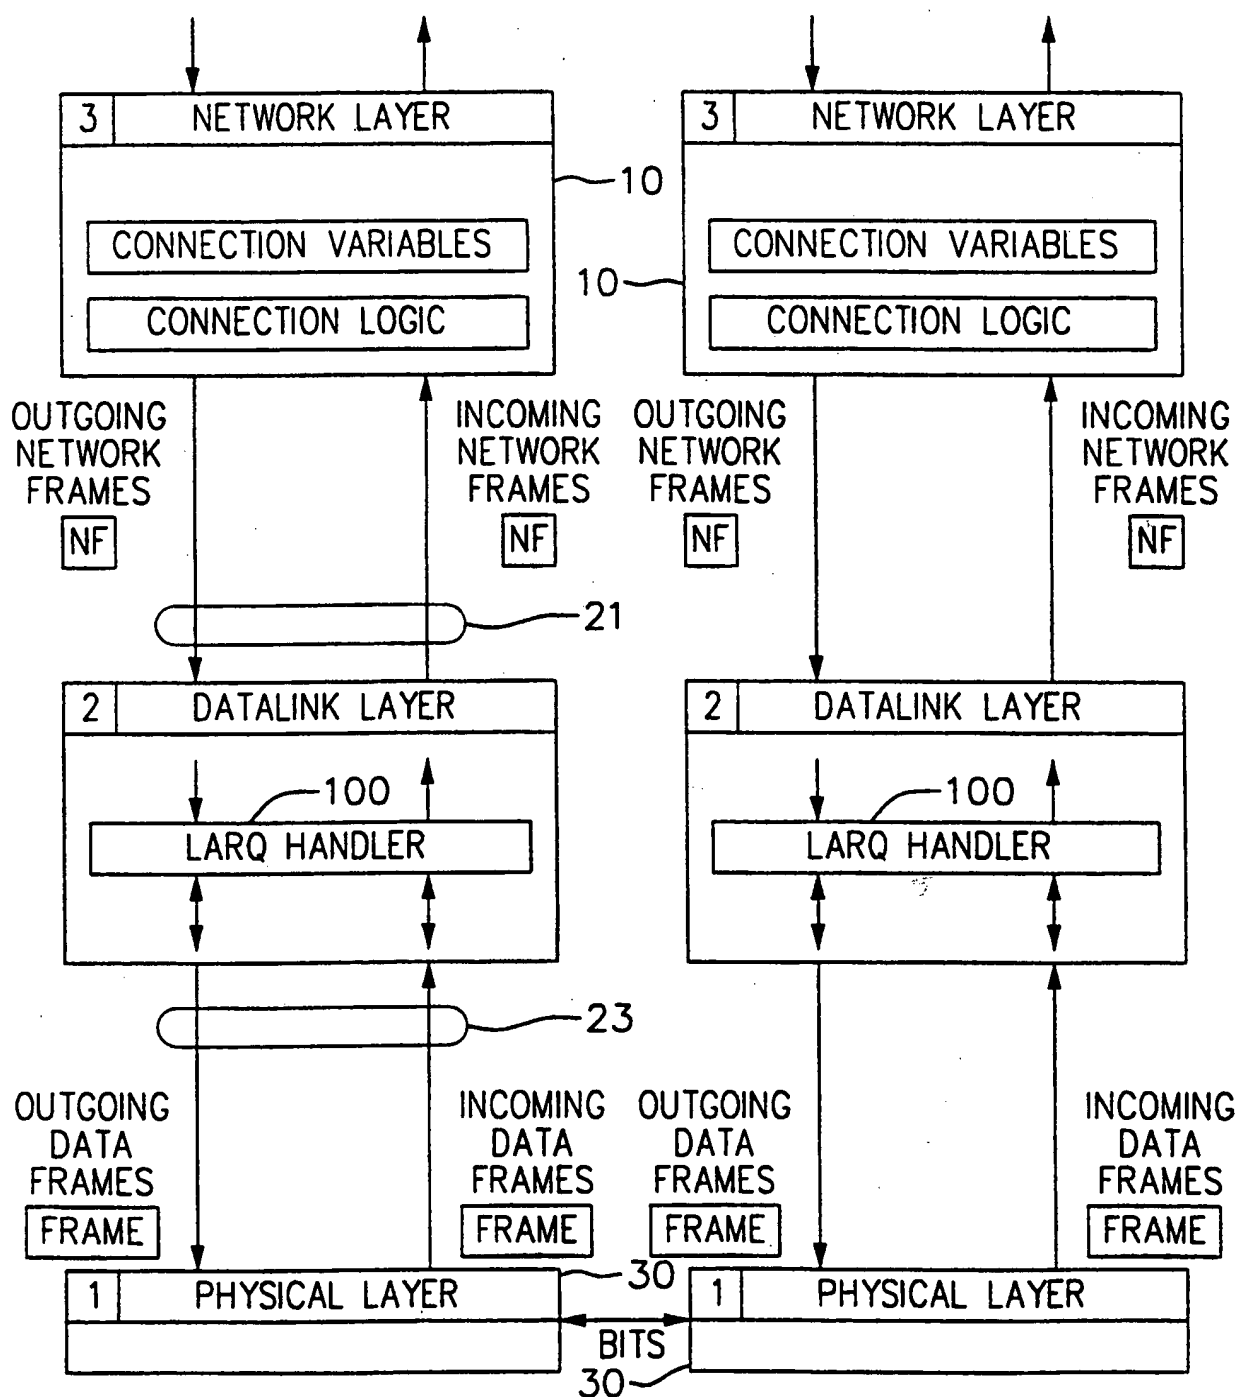 3 NETWORK LAYER
10
CONNECTION VARIABLES
CONNECTION LOGIC
3 NETWORK LAYER
CONNECTION VARIABLES
10
CONNECTION LOGIC
OUTGOING
NETWORK
FRAMES
NF
INCOMING
NETWORK
FRAMES
NF
OUTGOING
NETWORK
FRAMES
NF
INCOMING
NETWORK
FRAMES
NF
21
2 DATALINK LAYER
100
LARQ HANDLER
2 DATALINK LAYER
100
LARQ HANDLER
23
OUTGOING
DATA
FRAMES
FRAME
INCOMING
DATA
FRAMES
FRAME
OUTGOING
DATA
FRAMES
FRAME
INCOMING
DATA
FRAMES
FRAME
1 PHYSICAL LAYER
30
BITS
1 PHYSICAL LAYER
30